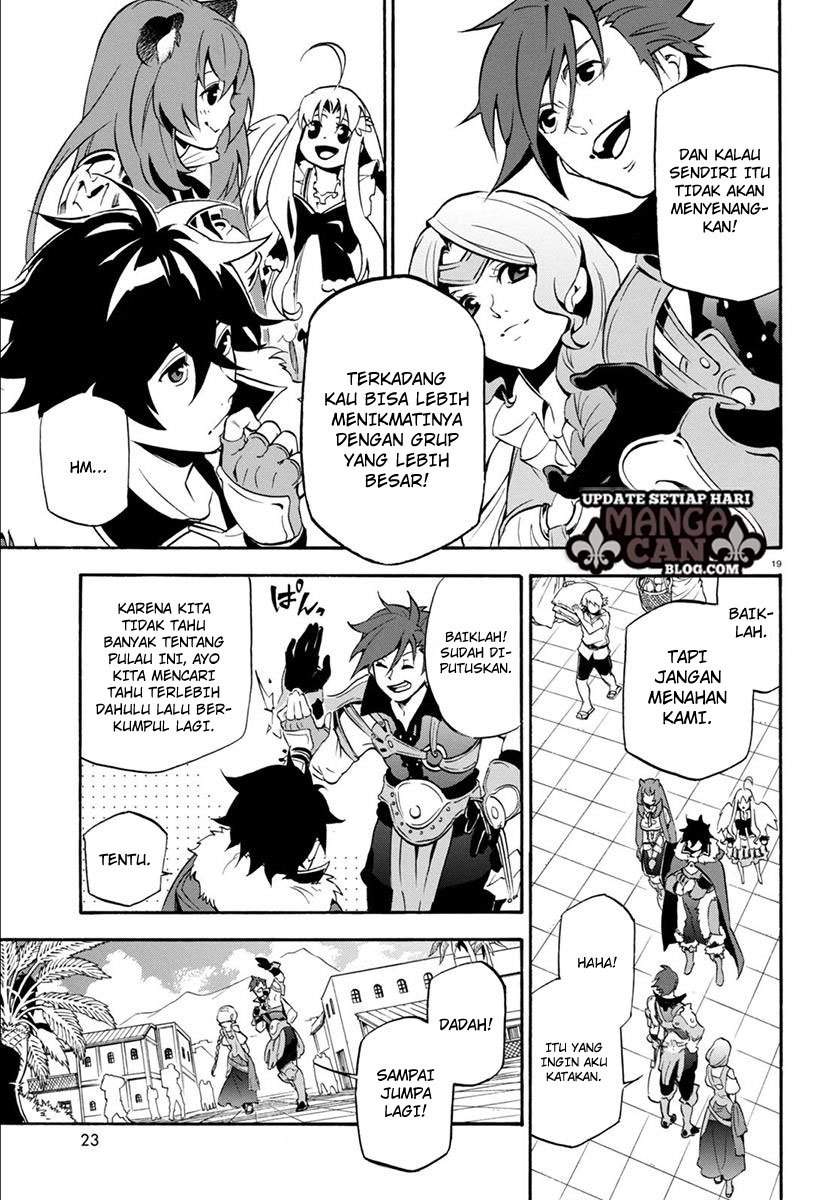 DAN KALAU
SENDIRI ITU
TIDAK AKAN
MENYENANG-
KAN!
TERKADANG
KAU BISA LEBIH
MENIKMATINYA
DENGAN GRUP
YANG LEBIH
BESAR!
HM...
UPDATE SETIAP HARI
MANGA
CAN
BLOG.COM
19
BAIK-
LAH.
TAPI
JANGAN
MENAHAN
KAMI.
HAHA!
ITU YANG
INGIN AKU
KATAKAN.
BAIKLAH!
SUDAH DI-
PUTUSKAN.
ぱんっ
KARENA KITA
TIDAK TAHU
BANYAK TENTANG
PULAU INI, AYO
KITA MENCARI
TAHU TERLEBIH
DAHULU LALU BER-
KUMPUL LAGI.
TENTU.
DADAH!
SAMPAI
JUMPA
LAGI!
23